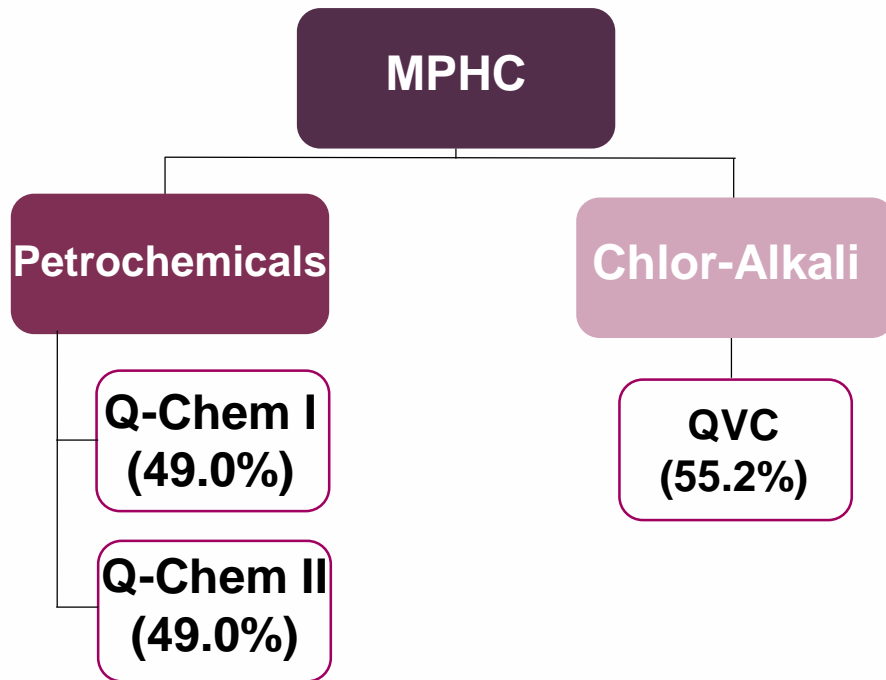 MPHC
Petrochemicals
Chlor-Alkali
Q-Chem I
(49.0%)
QVC
(55.2%)
Q-Chem II
(49.0%)